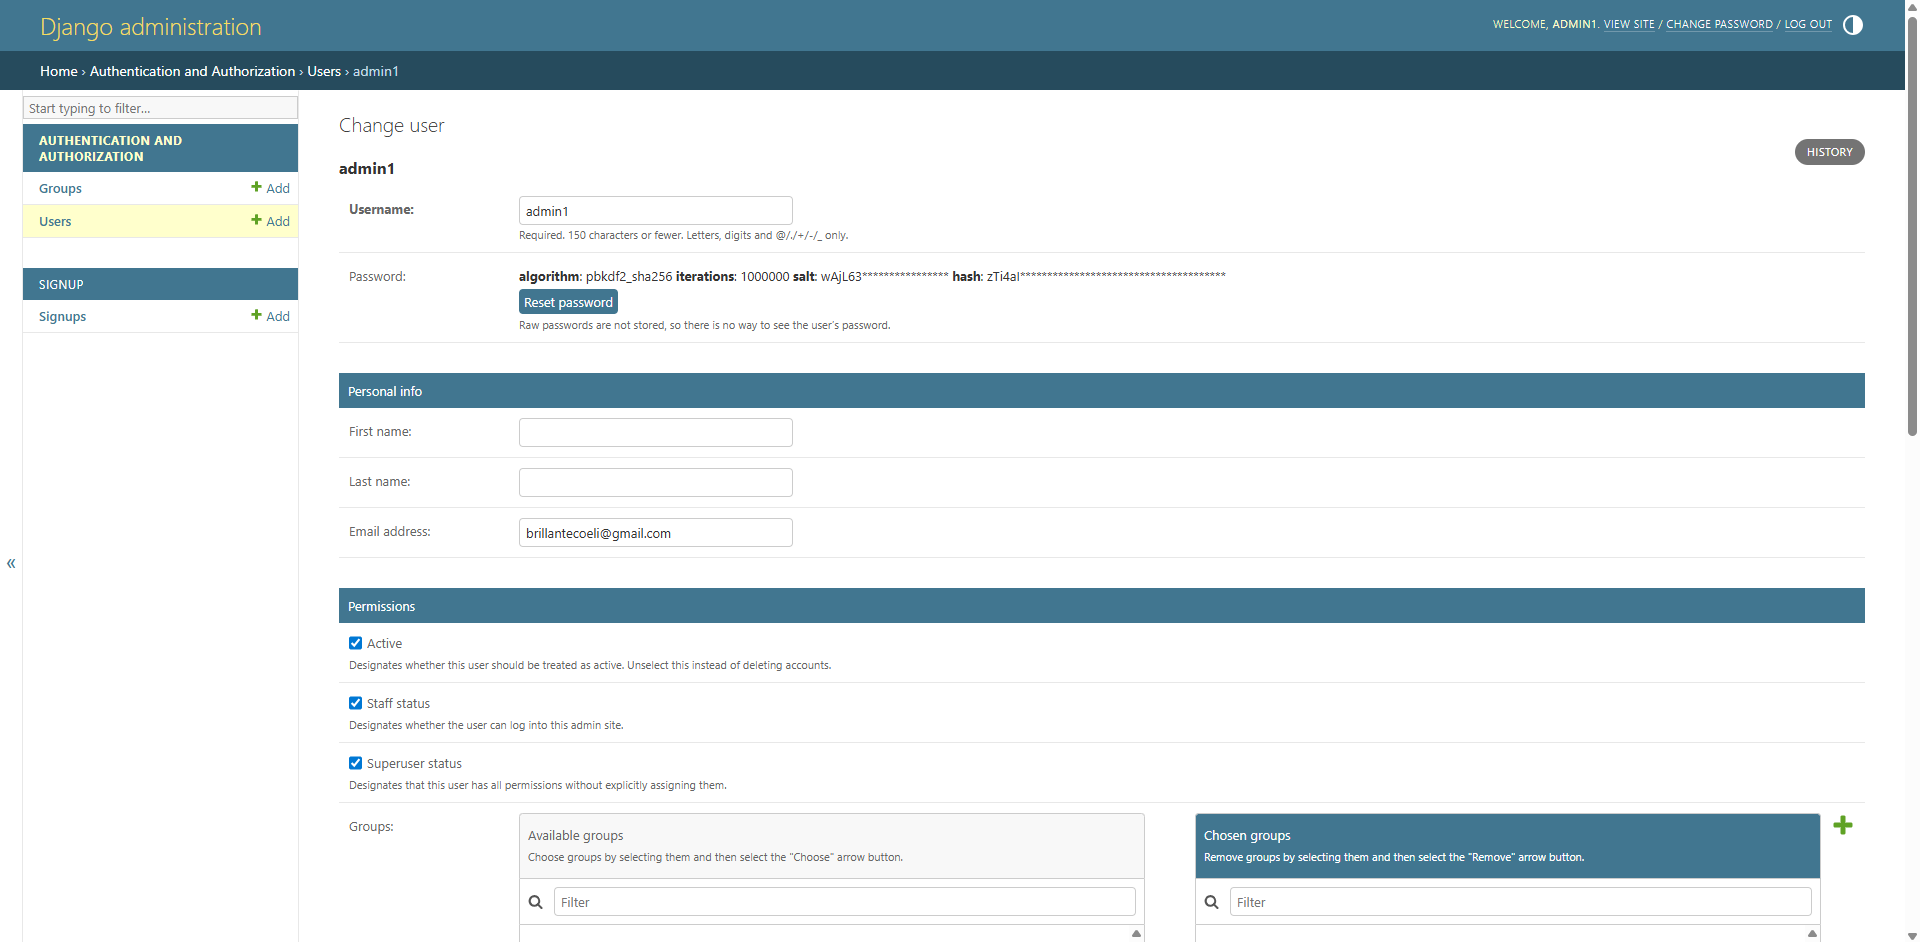 Django administration
WELCOME, ADMIN1. VIEW SITE / CHANGE PASSWORD / LOG OUT
Home › Authentication and Authorization › Users › admin1
Start typing to filter...
AUTHENTICATION AND
AUTHORIZATION
Groups + Add
Users + Add
SIGNUP
Signups + Add
«
Change user
HISTORY
admin1
Username: admin1
Required. 150 characters or fewer. Letters, digits and @/./+/-/_ only.
Password: algorithm: pbkdf2_sha256 iterations: 1000000 salt: wAjL63**************** hash: zTi4aI**************************************
Reset password
Raw passwords are not stored, so there is no way to see the user's password.
Personal info
First name:
Last name:
Email address: brillantecoeli@gmail.com
Permissions
Active
Designates whether this user should be treated as active. Unselect this instead of deleting accounts.
Staff status
Designates whether the user can log into this admin site.
Superuser status
Designates that this user has all permissions without explicitly assigning them.
Groups:
Available groups
Choose groups by selecting them and then select the "Choose" arrow button.
Filter
Chosen groups
Remove groups by selecting them and then select the "Remove" arrow button.
Filter